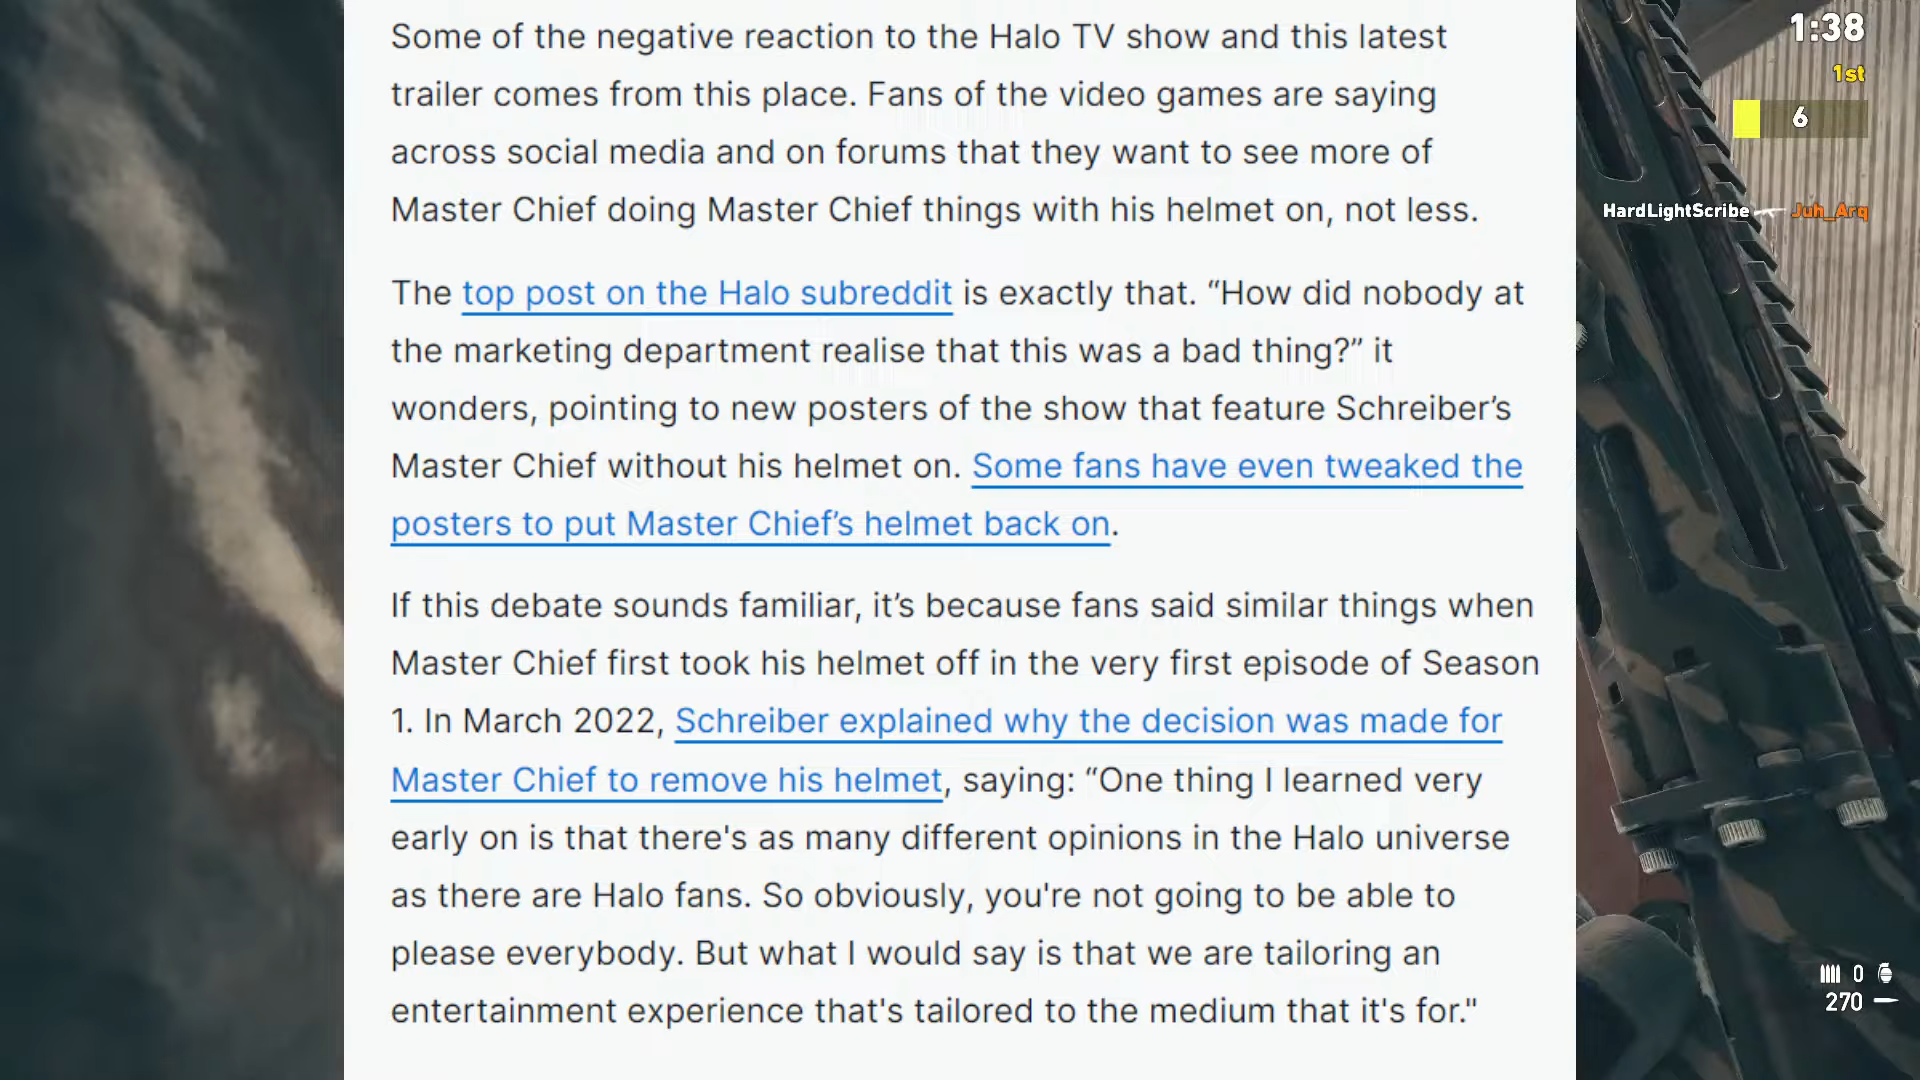 Some of the negative reaction to the Halo TV show and this latest
trailer comes from this place. Fans of the video games are saying
across social media and on forums that they want to see more of
Master Chief doing Master Chief things with his helmet on, not less.
The top post on the Halo subreddit is exactly that. “How did nobody at
the marketing department realise that this was a bad thing?” it
wonders, pointing to new posters of the show that feature Schreiber’s
Master Chief without his helmet on. Some fans have even tweaked the
posters to put Master Chief’s helmet back on.
If this debate sounds familiar, it’s because fans said similar things when
Master Chief first took his helmet off in the very first episode of Season
1. In March 2022, Schreiber explained why the decision was made for
Master Chief to remove his helmet, saying: “One thing I learned very
early on is that there's as many different opinions in the Halo universe
as there are Halo fans. So obviously, you're not going to be able to
please everybody. But what I would say is that we are tailoring an
entertainment experience that's tailored to the medium that it's for."
1:38
1st
6
HardLightScribe Juh_Arq
0
270